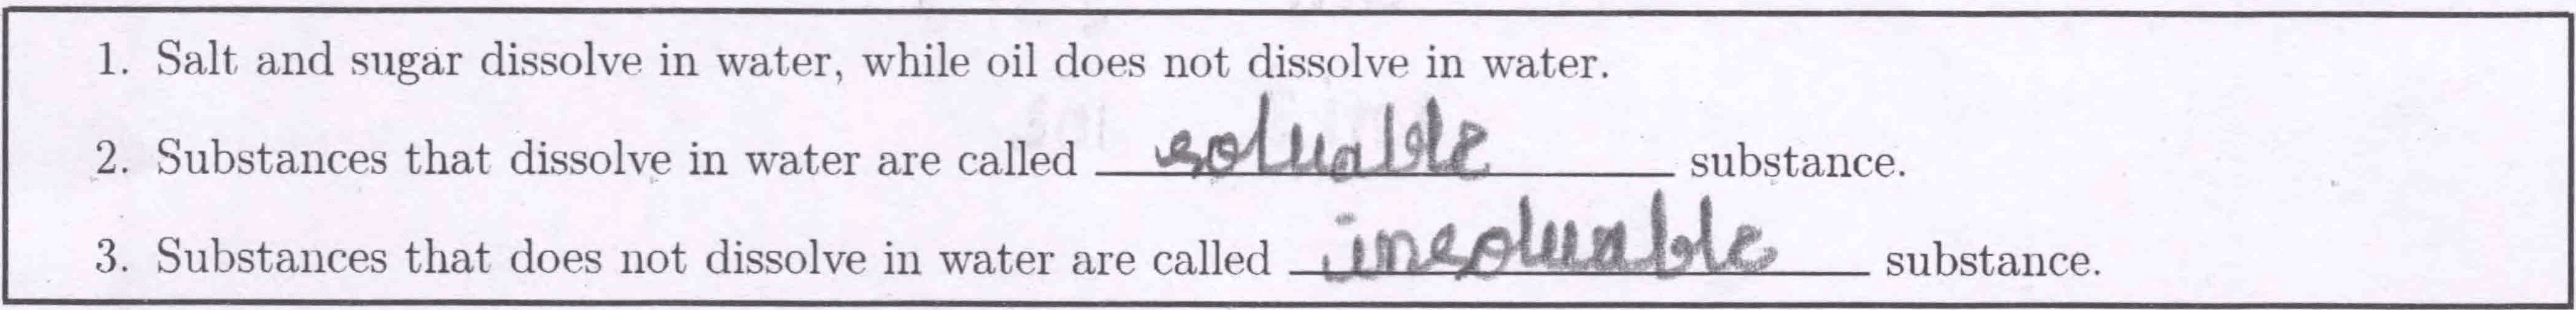 1. Salt and sugar dissolve in water, while oil does not dissolve in water.
2. Substances that dissolve in water are called soluable substance.
3. Substances that does not dissolve in water are called insoluable substance.